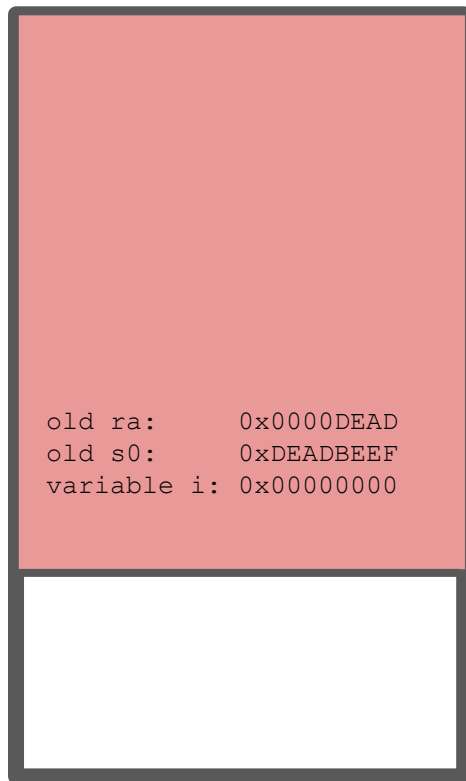 old ra: 0x0000DEAD
old s0: 0xDEADBEEF
variable i: 0x00000000